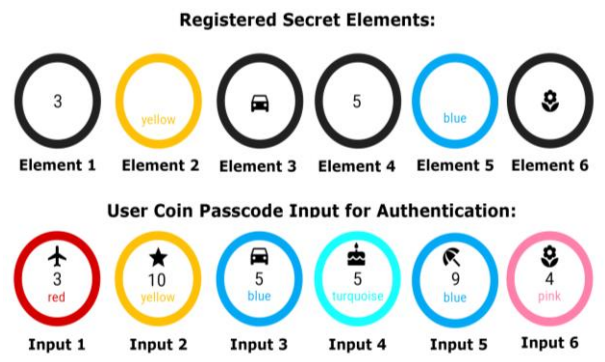 Registered Secret Elements:
3
yellow
5
blue
Element 1 Element 2 Element 3 Element 4 Element 5 Element 6
User Coin Passcode Input for Authentication:
3 10 5 5 9 4
red yellow blue turquoise blue pink
Input 1 Input 2 Input 3 Input 4 Input 5 Input 6